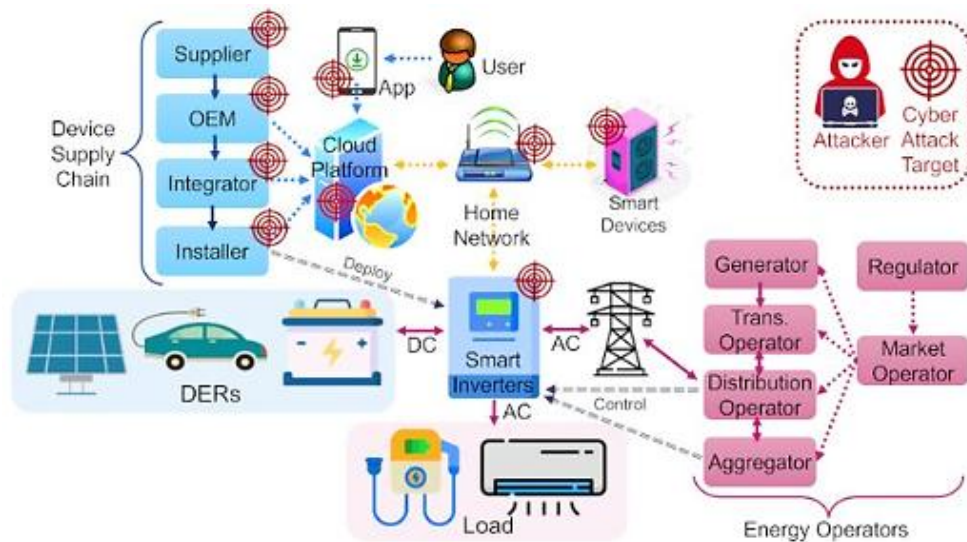 Supplier
OEM
Integrator
Installer
Device
Supply
Chain
App
User
Cloud
Platform
Home
Network
Smart
Devices
Attacker
Cyber
Attack
Target
Deploy
DERs
DC
Smart
Inverters
AC
AC
Load
Control
Generator
Trans.
Operator
Distribution
Operator
Aggregator
Regulator
Market
Operator
Energy Operators